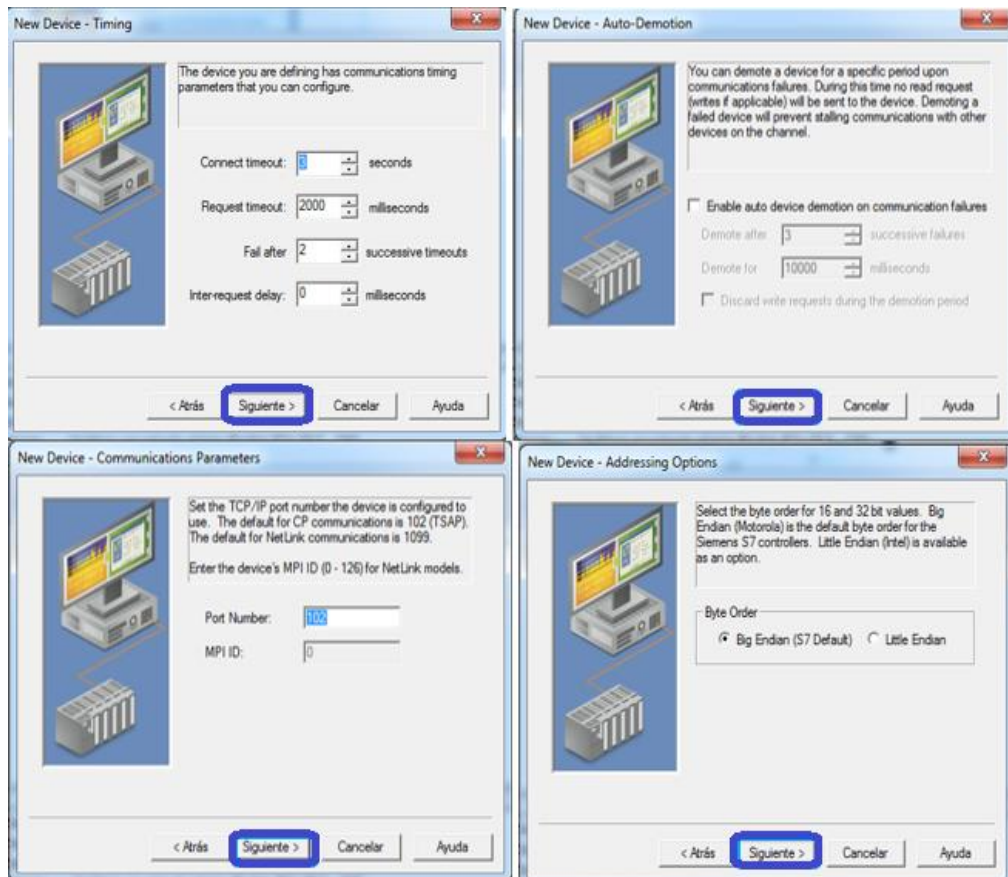 New Device - Timing
X
The device you are defining has communications timing
parameters that you can configure.
Connect timeout: 3 seconds
Request timeout: 2000 milliseconds
Fail after 2 successive timeouts
Inter-request delay: 0 milliseconds
< Atrás Siguiente > Cancelar Ayuda
New Device - Auto-Demotion
X
You can demote a device for a specific period upon
communications failures. During this time no read request
(writes if applicable) will be sent to the device. Demoting a
failed device will prevent stalling communications with other
devices on the channel.
Enable auto device demotion on communication failures
Demote after 3 successive failures
Demote for 10000 milliseconds
Discard write requests during the demotion period
< Atrás Siguiente > Cancelar Ayuda
New Device - Communications Parameters
X
Set the TCP/IP port number the device is configured to
use. The default for CP communications is 102 (TSAP).
The default for NetLink communications is 1099.
Enter the device's MPI ID (0 - 126) for NetLink models.
Port Number: 102
MPI ID: 0
< Atrás Siguiente > Cancelar Ayuda
New Device - Addressing Options
X
Select the byte order for 16 and 32 bit values. Big
Endian (Motorola) is the default byte order for the
Siemens S7 controllers. Little Endian (Intel) is available
as an option.
Byte Order
Big Endian (S7 Default) Little Endian
< Atrás Siguiente > Cancelar Ayuda